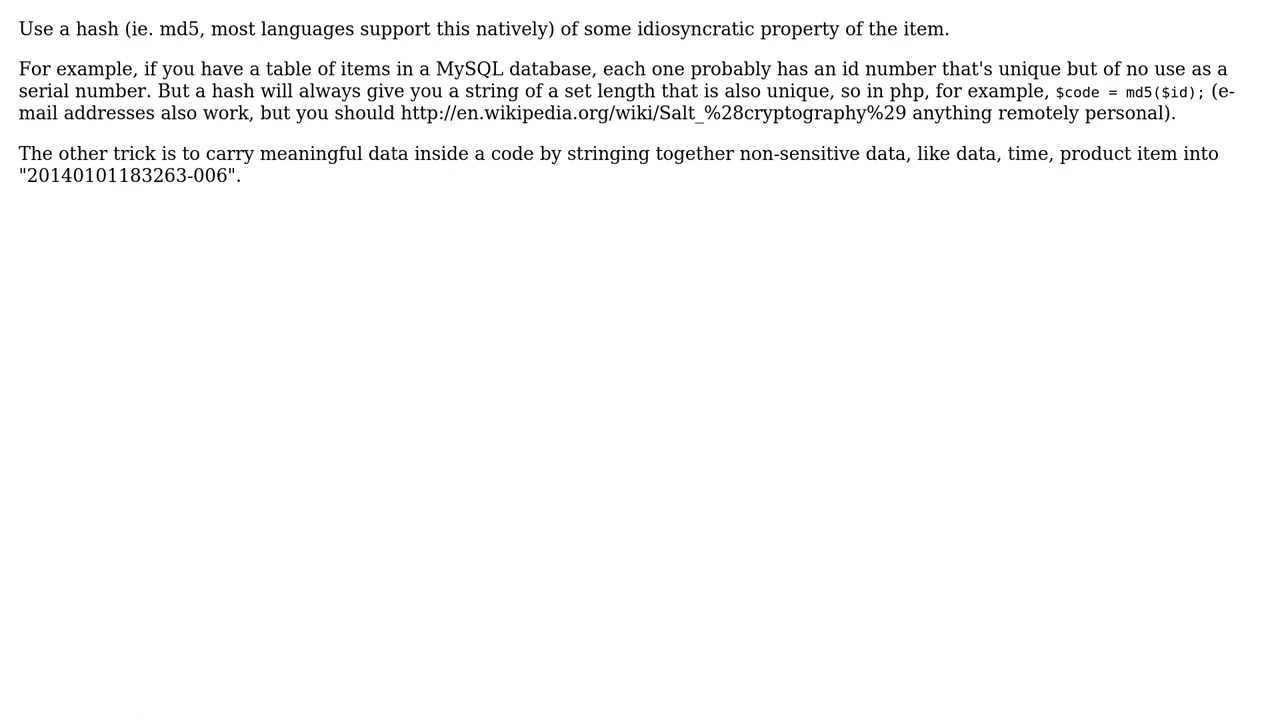 Use a hash (ie. md5, most languages support this natively) of some idiosyncratic property of the item.
For example, if you have a table of items in a MySQL database, each one probably has an id number that's unique but of no use as a
serial number. But a hash will always give you a string of a set length that is also unique, so in php, for example, $code = md5($id); (e-
mail addresses also work, but you should http://en.wikipedia.org/wiki/Salt_%28cryptography%29 anything remotely personal).
The other trick is to carry meaningful data inside a code by stringing together non-sensitive data, like data, time, product item into
"20140101183263-006".